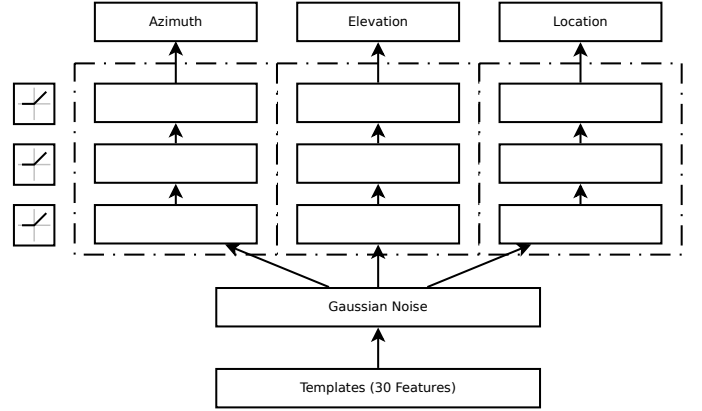 Azimuth
Elevation
Location
Gaussian Noise
Templates (30 Features)